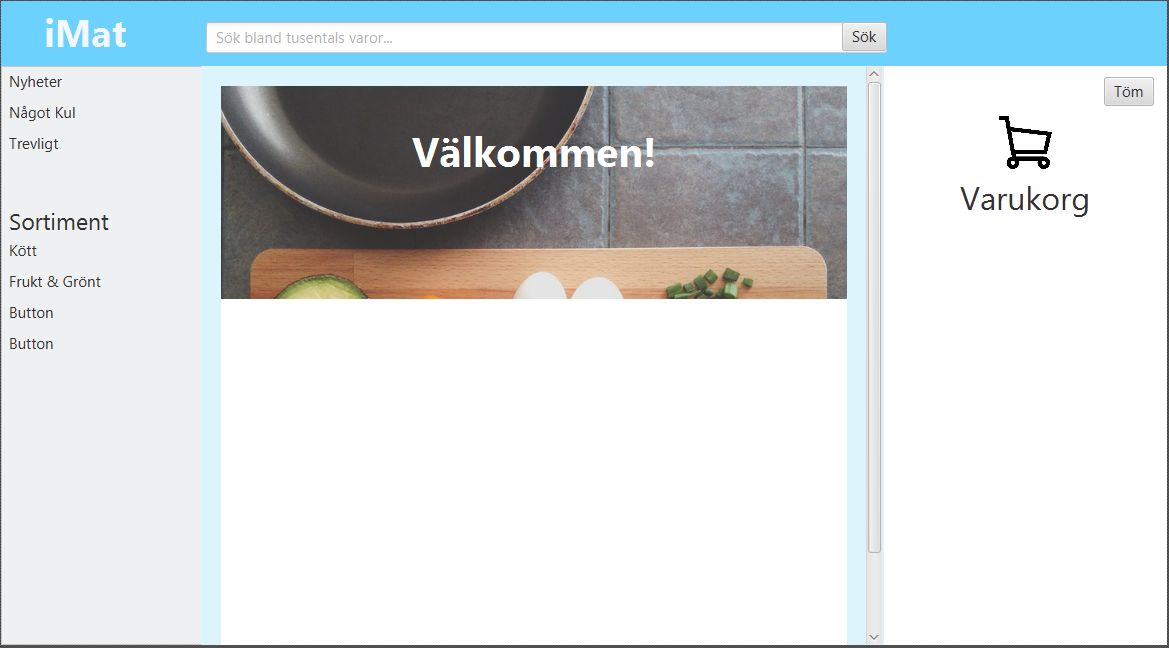 iMat
Sök bland tusentals varor...
Sök
Nyheter
Något Kul
Trevligt
Sortiment
Kött
Frukt & Grönt
Button
Button
Välkommen!
Töm
Varukorg